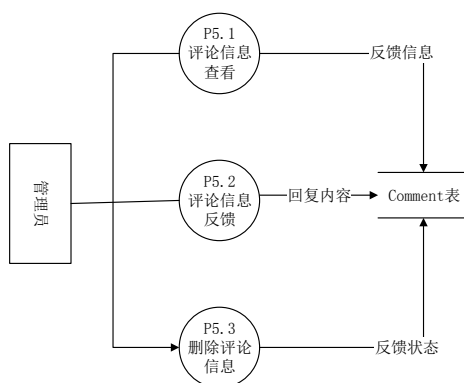 P5.1
评论信息
查看
反馈信息
管理员
P5.2
评论信息
反馈
回复内容
Comment表
P5.3
删除评论
信息
反馈状态